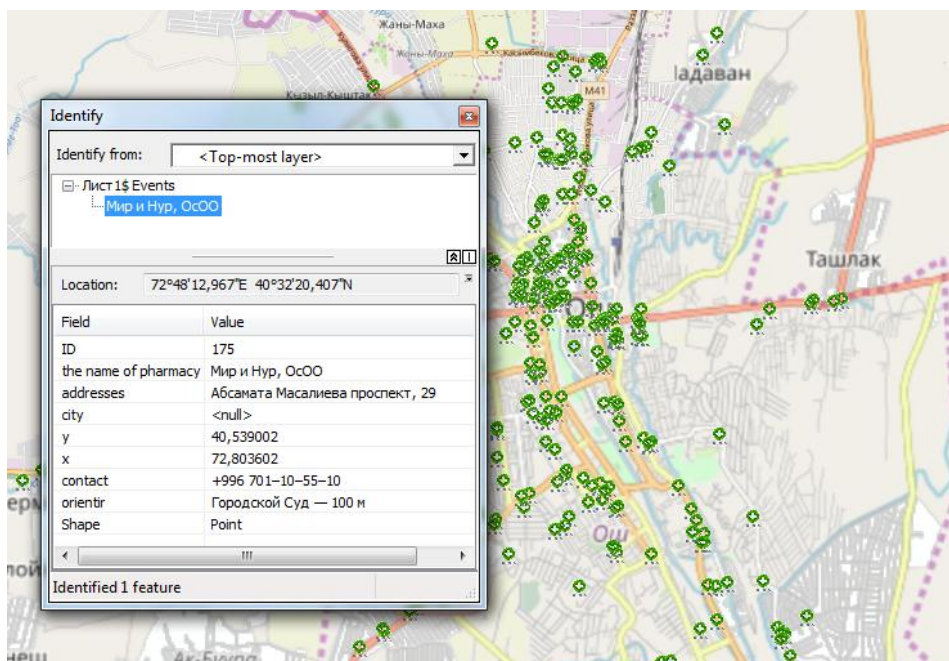 Жаны-Маха
Жаны-Маха
Кызыл-Кыштак
M41
Ташлак
Ош
Ош
Identify
Identify from:
<Top-most layer>
Лист1$ Events
Мир и Нур, ОсОО
Location: 72°48'12,967"E 40°32'20,407"N
Field Value
ID 175
the name of pharmacy Мир и Нур, ОсОО
addresses Абсамата Масалиева проспект, 29
city <null>
y 40,539002
x 72,803602
contact +996 701–10–55–10
orientir Городской Суд — 100 м
Shape Point
Identified 1 feature